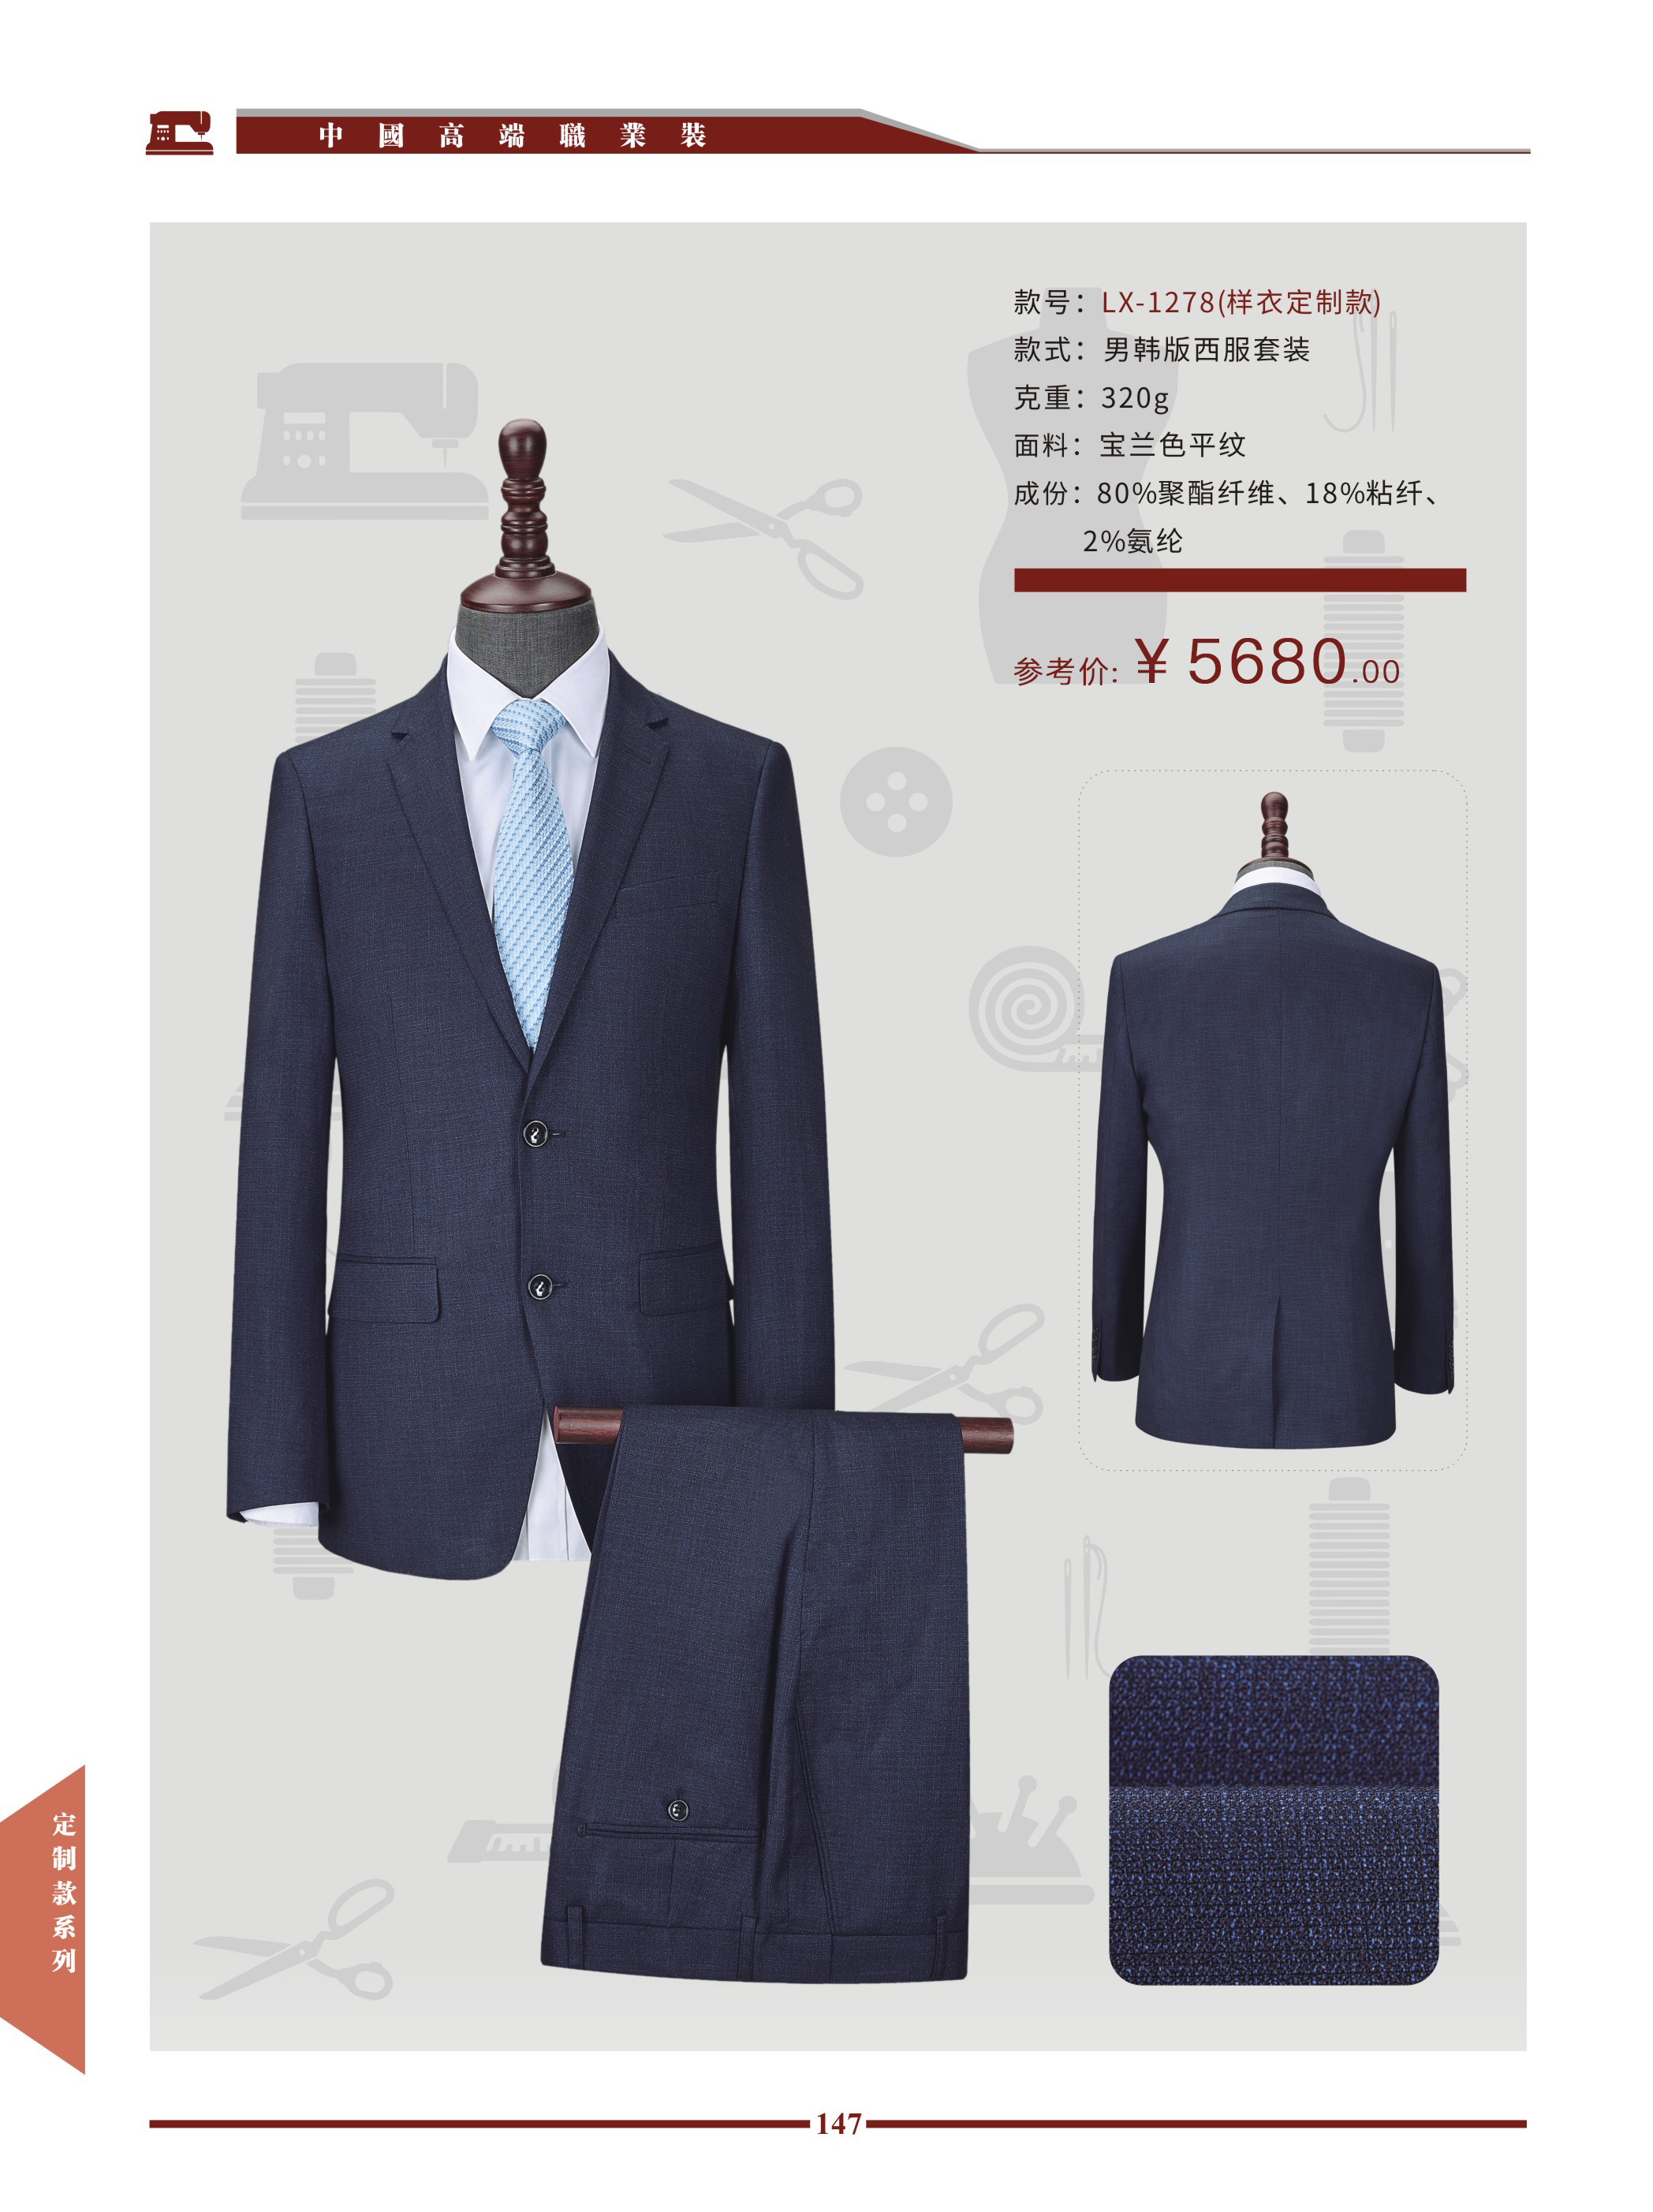 中國高端職業裝
款号：LX-1278(样衣定制款)
款式：男韩版西服套装
克重：320g
面料：宝兰色平纹
成份：80%聚酯纤维、18%粘纤、
2%氨纶
参考价: ¥ 5680.00
定制款系列
147